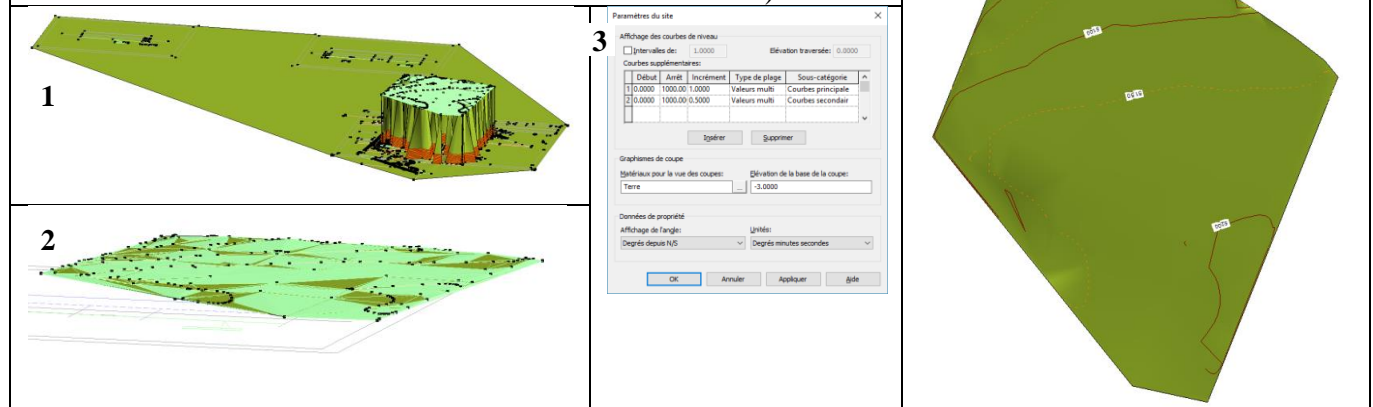 1
2
3
Paramètres du site
Affichage des courbes de niveau
Intervalles de: 1.0000 Élévation traversée: 0.0000
Courbes supplémentaires:
Début Arrêt Incrément Type de plage Sous-catégorie
1 0.0000 1000.00 1.0000 Valeurs multi Courbes principale
2 0.0000 1000.00 0.5000 Valeurs multi Courbes secondair
Insérer Supprimer
Graphismes de coupe
Matériaux pour la vue des coupes: Élévation de la base de la coupe:
Terre ... -3.0000
Données de propriété
Affichage de l'angle: Unités:
Degrés depuis N/S Degrés minutes secondes
OK Annuler Appliquer Aide